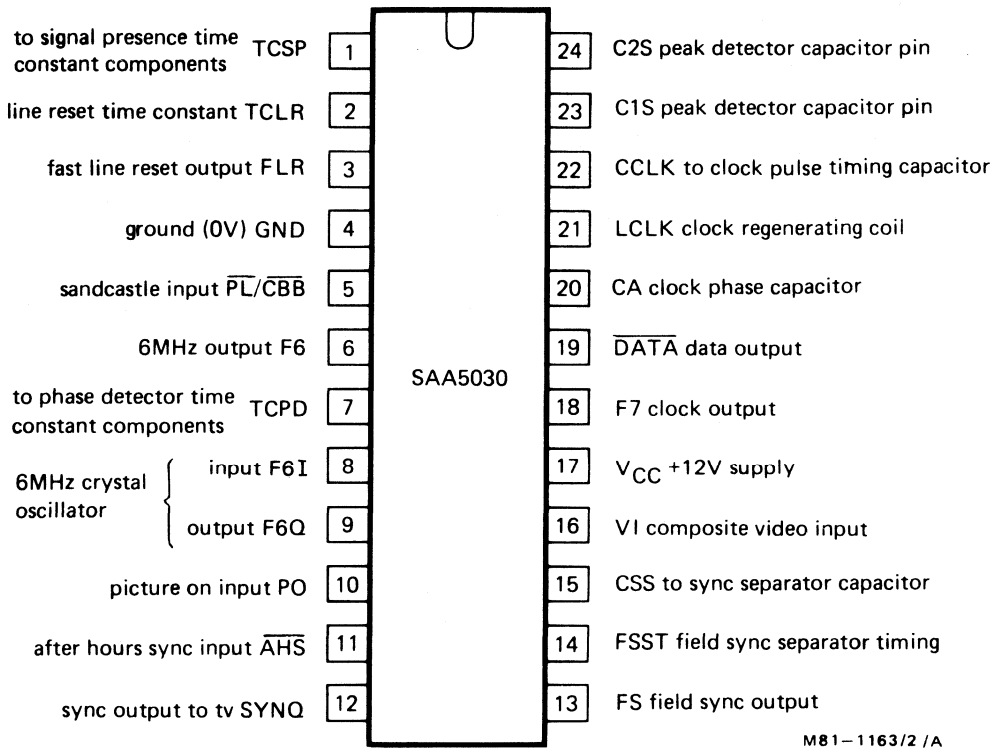 to signal presence time
constant components TCSP 1
line reset time constant TCLR 2
fast line reset output FLR 3
ground (0V) GND 4
sandcastle input P̅L̅/C̅B̅B̅ 5
6MHz output F6 6
to phase detector time
constant components TCPD 7
6MHz crystal
oscillator
input F6I 8
output F6Q 9
picture on input PO 10
after hours sync input A̅H̅S̅ 11
sync output to tv SYNQ 12
SAA5030
24 C2S peak detector capacitor pin
23 C1S peak detector capacitor pin
22 CCLK to clock pulse timing capacitor
21 LCLK clock regenerating coil
20 CA clock phase capacitor
19 D̅A̅T̅A̅ data output
18 F7 clock output
17 VCC +12V supply
16 VI composite video input
15 CSS to sync separator capacitor
14 FSST field sync separator timing
13 FS field sync output
M81-1163/2/A